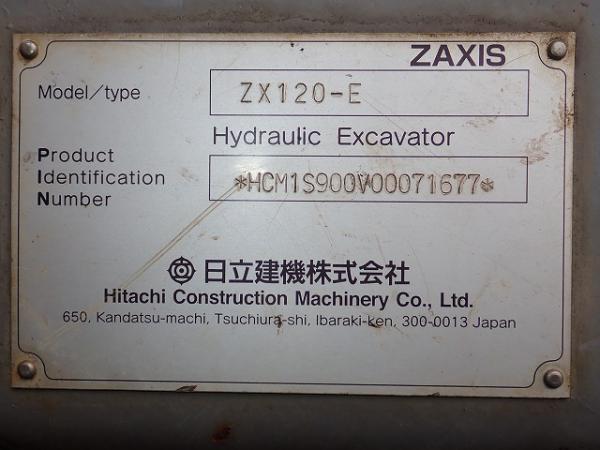 ZAXIS
Model/type ZX120-E
Hydraulic Excavator
Product
Identification
Number
*HCM1S900V00071677*
日立建機株式会社
Hitachi Construction Machinery Co., Ltd.
650, Kandatsu-machi, Tsuchiura-shi, Ibaraki-ken, 300-0013 Japan